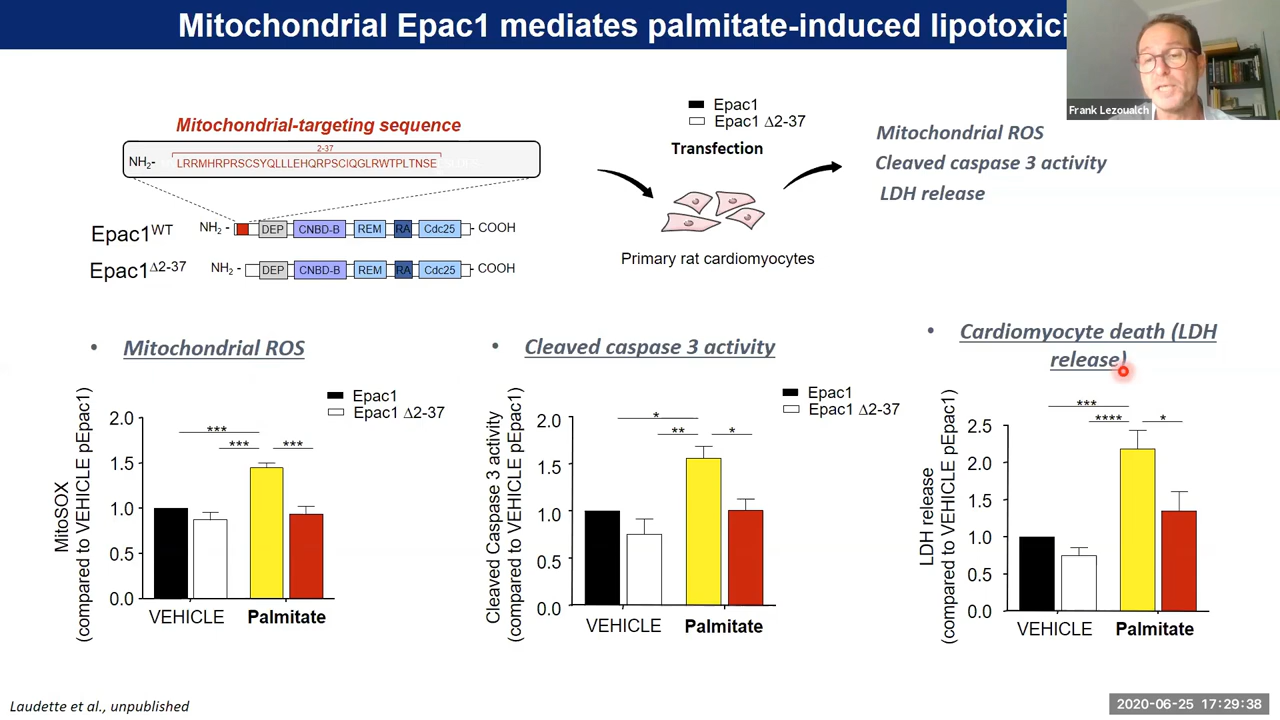 Mitochondrial Epac1 mediates palmitate-induced lipotoxici
Frank Lezoualch
Mitochondrial-targeting sequence
2-37
NH2- LRRMHRPRSCSYQLLLEHQRPSCIQGLRWTPLTNSE
Epac1WT NH2 - DEP CNBD-B REM RA Cdc25 - COOH
Epac1Δ2-37 NH2 - DEP CNBD-B REM RA Cdc25 - COOH
Epac1
Epac1 Δ2-37
Transfection
Primary rat cardiomyocytes
Mitochondrial ROS
Cleaved caspase 3 activity
LDH release
• Mitochondrial ROS
Epac1
Epac1 Δ2-37
MitoSOX
(compared to VEHICLE pEpac1)
2.0
1.5
1.0
0.5
0.0
*** 
*** ***
VEHICLE Palmitate
• Cleaved caspase 3 activity
Epac1
Epac1 Δ2-37
Cleaved Caspase 3 activity
(compared to VEHICLE pEpac1)
2.0
1.5
1.0
0.5
0.0
*
** *
VEHICLE Palmitate
• Cardiomyocyte death (LDH
release)
LDH release
(compared to VEHICLE pEpac1)
2.5
2.0
1.5
1.0
0.5
0.0
***
**** *
VEHICLE Palmitate
Laudette et al., unpublished
2020-06-25 17:29:38